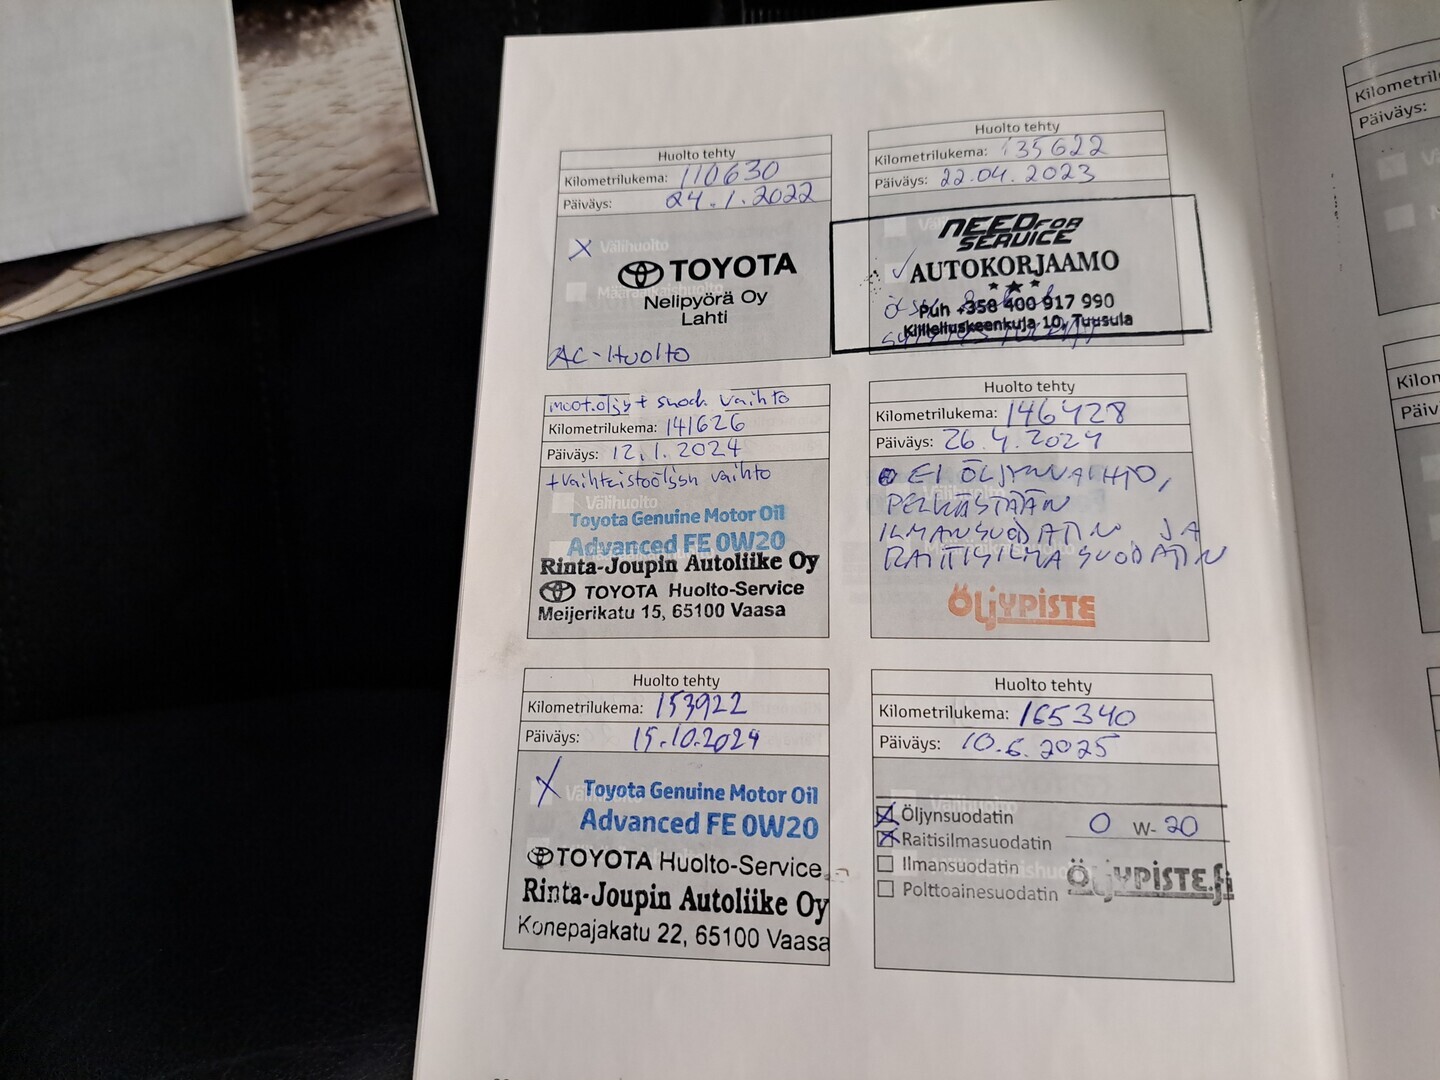 Huolto tehty
Kilometrilukema: 110630
Päiväys: 24.1.2022
X Välihuolto
TOYOTA
Määräaikaishuolto
Nelipyörä Oy
Lahti
AC-Huolto
Huolto tehty
Kilometrilukema: 135622
Päiväys: 22.04.2023
NEED FOR
SERVICE
AUTOKORJAAMO
Puh +358 400 917 990
Kiilleliuskeenkuja 10, Tuusula
moot.öljy + suod. vaihto
Kilometrilukema: 141626
Päiväys: 12.1.2024
+vaihteistoöljyn vaihto
Välihuolto
Toyota Genuine Motor Oil
Advanced FE 0W20
Rinta-Joupin Autoliike Oy
TOYOTA Huolto-Service
Meijerikatu 15, 65100 Vaasa
Huolto tehty
Kilometrilukema: 146428
Päiväys: 26.4.2024
EI ÖLJYNVAIHTO,
PELKÄSTÄÄN
ILMANSUODATIN JA
RAITISILMASUODATIN
ÖLJYPISTE
Huolto tehty
Kilometrilukema: 153922
Päiväys: 15.10.2024
X Välihuolto
Toyota Genuine Motor Oil
Advanced FE 0W20
TOYOTA Huolto-Service
Rinta-Joupin Autoliike Oy
Konepajakatu 22, 65100 Vaasa
Huolto tehty
Kilometrilukema: 165340
Päiväys: 10.6.2025
Öljynsuodatin 0 W- 20
Raitisilmasuodatin
Ilmansuodatin
Polttoainesuodatin
ÖLJYPISTE.fi
Kilometril
Päiväys:
Kilon
Päiv